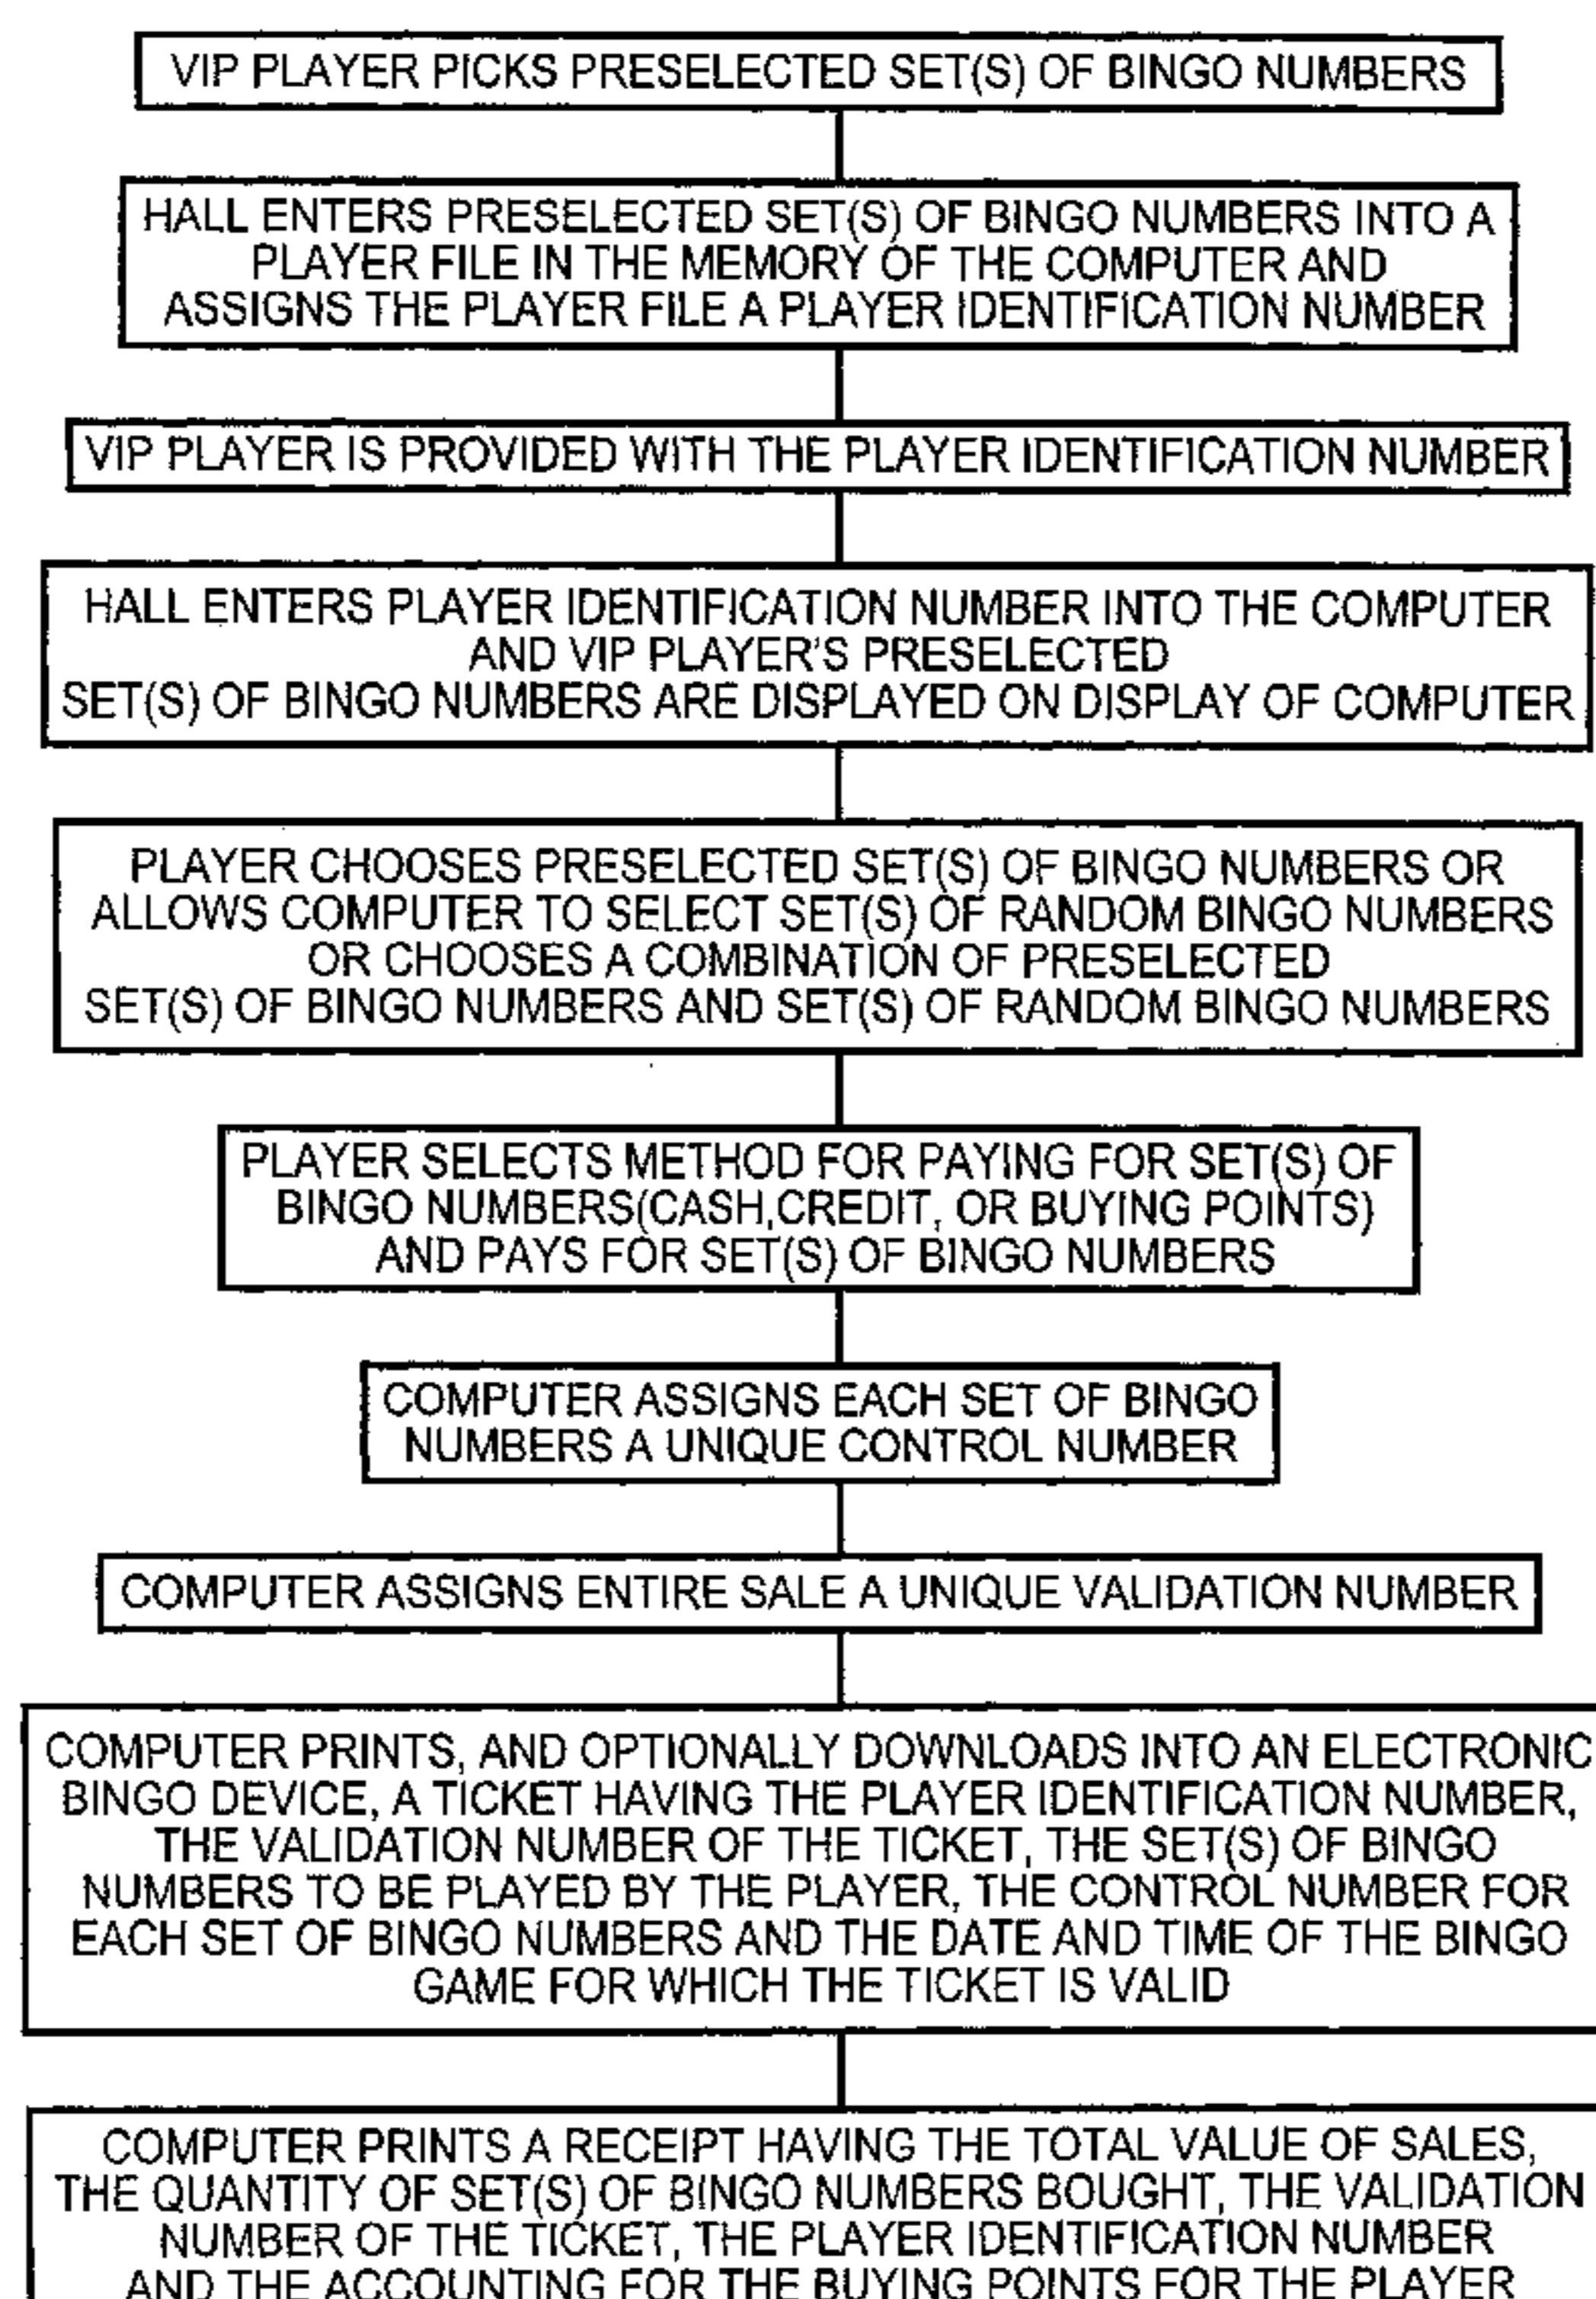 VIP PLAYER PICKS PRESELECTED SET(S) OF BINGO NUMBERS
HALL ENTERS PRESELECTED SET(S) OF BINGO NUMBERS INTO A
PLAYER FILE IN THE MEMORY OF THE COMPUTER AND
ASSIGNS THE PLAYER FILE A PLAYER IDENTIFICATION NUMBER
VIP PLAYER IS PROVIDED WITH THE PLAYER IDENTIFICATION NUMBER
HALL ENTERS PLAYER IDENTIFICATION NUMBER INTO THE COMPUTER
AND VIP PLAYER'S PRESELECTED
SET(S) OF BINGO NUMBERS ARE DISPLAYED ON DISPLAY OF COMPUTER
PLAYER CHOOSES PRESELECTED SET(S) OF BINGO NUMBERS OR
ALLOWS COMPUTER TO SELECT SET(S) OF RANDOM BINGO NUMBERS
OR CHOOSES A COMBINATION OF PRESELECTED
SET(S) OF BINGO NUMBERS AND SET(S) OF RANDOM BINGO NUMBERS
PLAYER SELECTS METHOD FOR PAYING FOR SET(S) OF
BINGO NUMBERS(CASH,CREDIT, OR BUYING POINTS)
AND PAYS FOR SET(S) OF BINGO NUMBERS
COMPUTER ASSIGNS EACH SET OF BINGO
NUMBERS A UNIQUE CONTROL NUMBER
COMPUTER ASSIGNS ENTIRE SALE A UNIQUE VALIDATION NUMBER
COMPUTER PRINTS, AND OPTIONALLY DOWNLOADS INTO AN ELECTRONIC
BINGO DEVICE, A TICKET HAVING THE PLAYER IDENTIFICATION NUMBER,
THE VALIDATION NUMBER OF THE TICKET, THE SET(S) OF BINGO
NUMBERS TO BE PLAYED BY THE PLAYER, THE CONTROL NUMBER FOR
EACH SET OF BINGO NUMBERS AND THE DATE AND TIME OF THE BINGO
GAME FOR WHICH THE TICKET IS VALID
COMPUTER PRINTS A RECEIPT HAVING THE TOTAL VALUE OF SALES,
THE QUANTITY OF SET(S) OF BINGO NUMBERS BOUGHT, THE VALIDATION
NUMBER OF THE TICKET, THE PLAYER IDENTIFICATION NUMBER
AND THE ACCOUNTING FOR THE BUYING POINTS FOR THE PLAYER